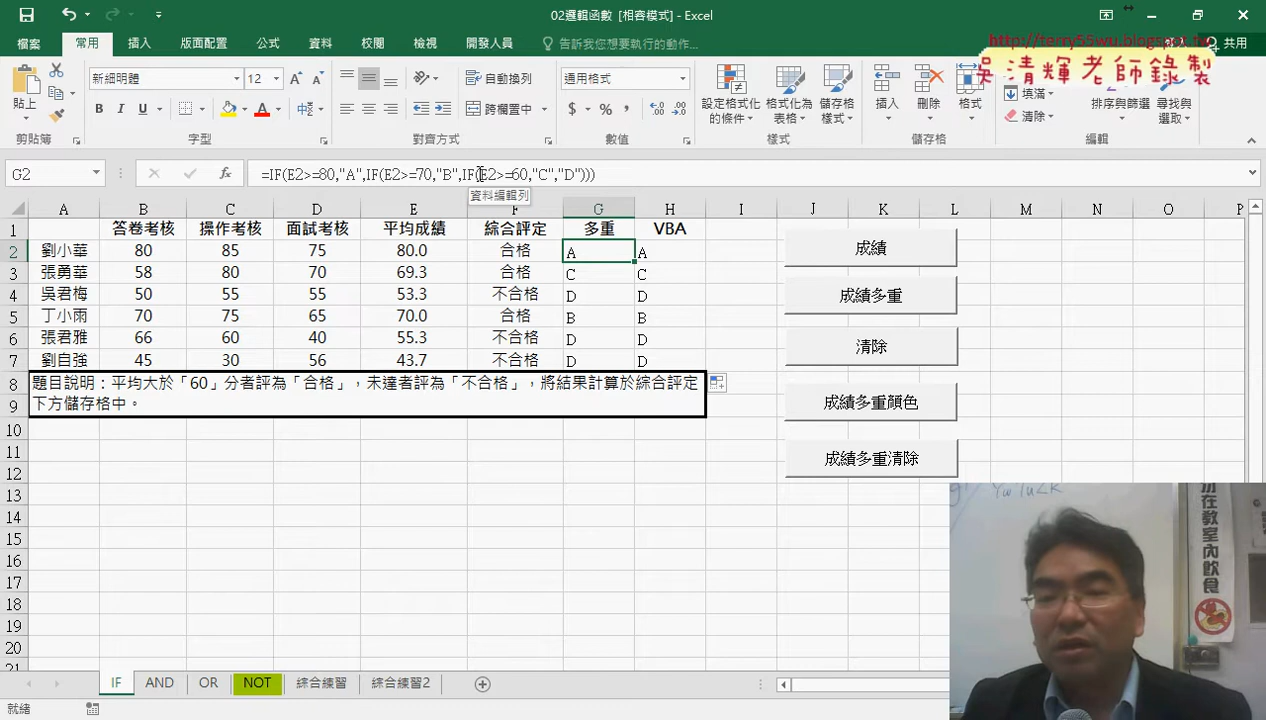 02邏輯函數 [相容模式] - Excel
http://terry55wu.blogspot.tw
吳清輝老師錄製
檔案 常用 插入 版面配置 公式 資料 校閱 檢視 開發人員 告訴我您想要執行的動作... 共用
新細明體 12 自動換列 通用格式
貼上 B I U 跨欄置中 $ % 設定格式化的條件 格式化為表格 儲存格樣式 插入 刪除 格式 填滿 清除 排序與篩選 尋找與選取
剪貼簿 字型 對齊方式 數值 樣式 儲存格 編輯
G2 fx =IF(E2>=80,"A",IF(E2>=70,"B",IF(E2>=60,"C","D")))
資料編輯列
A B C D E F G H I J K L M N O P
1 答卷考核 操作考核 面試考核 平均成績 綜合評定 多重 VBA
2 劉小華 80 85 75 80.0 合格 A A
3 張勇華 58 80 70 69.3 合格 C C
4 吳君梅 50 55 55 53.3 不合格 D D
5 丁小雨 70 75 65 70.0 合格 B B
6 張君雅 66 60 40 55.3 不合格 D D
7 劉自強 45 30 56 43.7 不合格 D D
8 題目說明：平均大於「60」分者評為「合格」，未達者評為「不合格」，將結果計算於綜合評定
9 下方儲存格中。
10
11
12
13
14
15
16
17
18
19
20
21
成績
成績多重
清除
成績多重顏色
成績多重清除
別在教室內飲食
IF AND OR NOT 綜合練習 綜合練習2
就緒